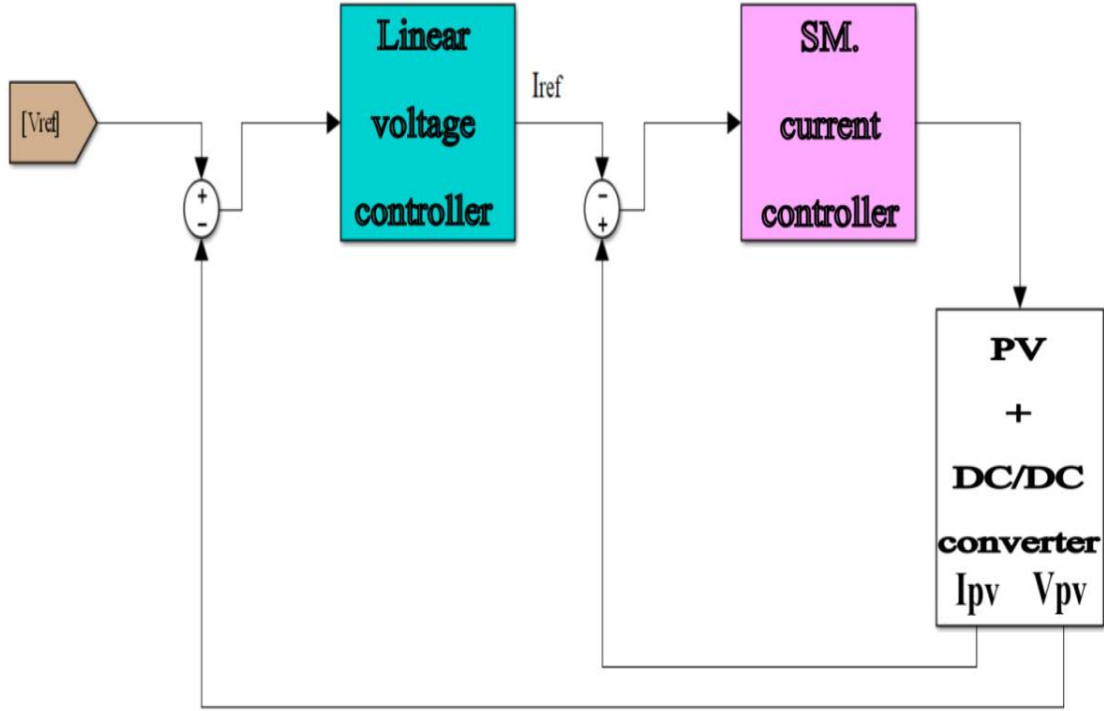 [Vref]
+
−
Linear
voltage
controller
Iref
−
+
SM.
current
controller
PV
+
DC/DC
converter
Ipv Vpv